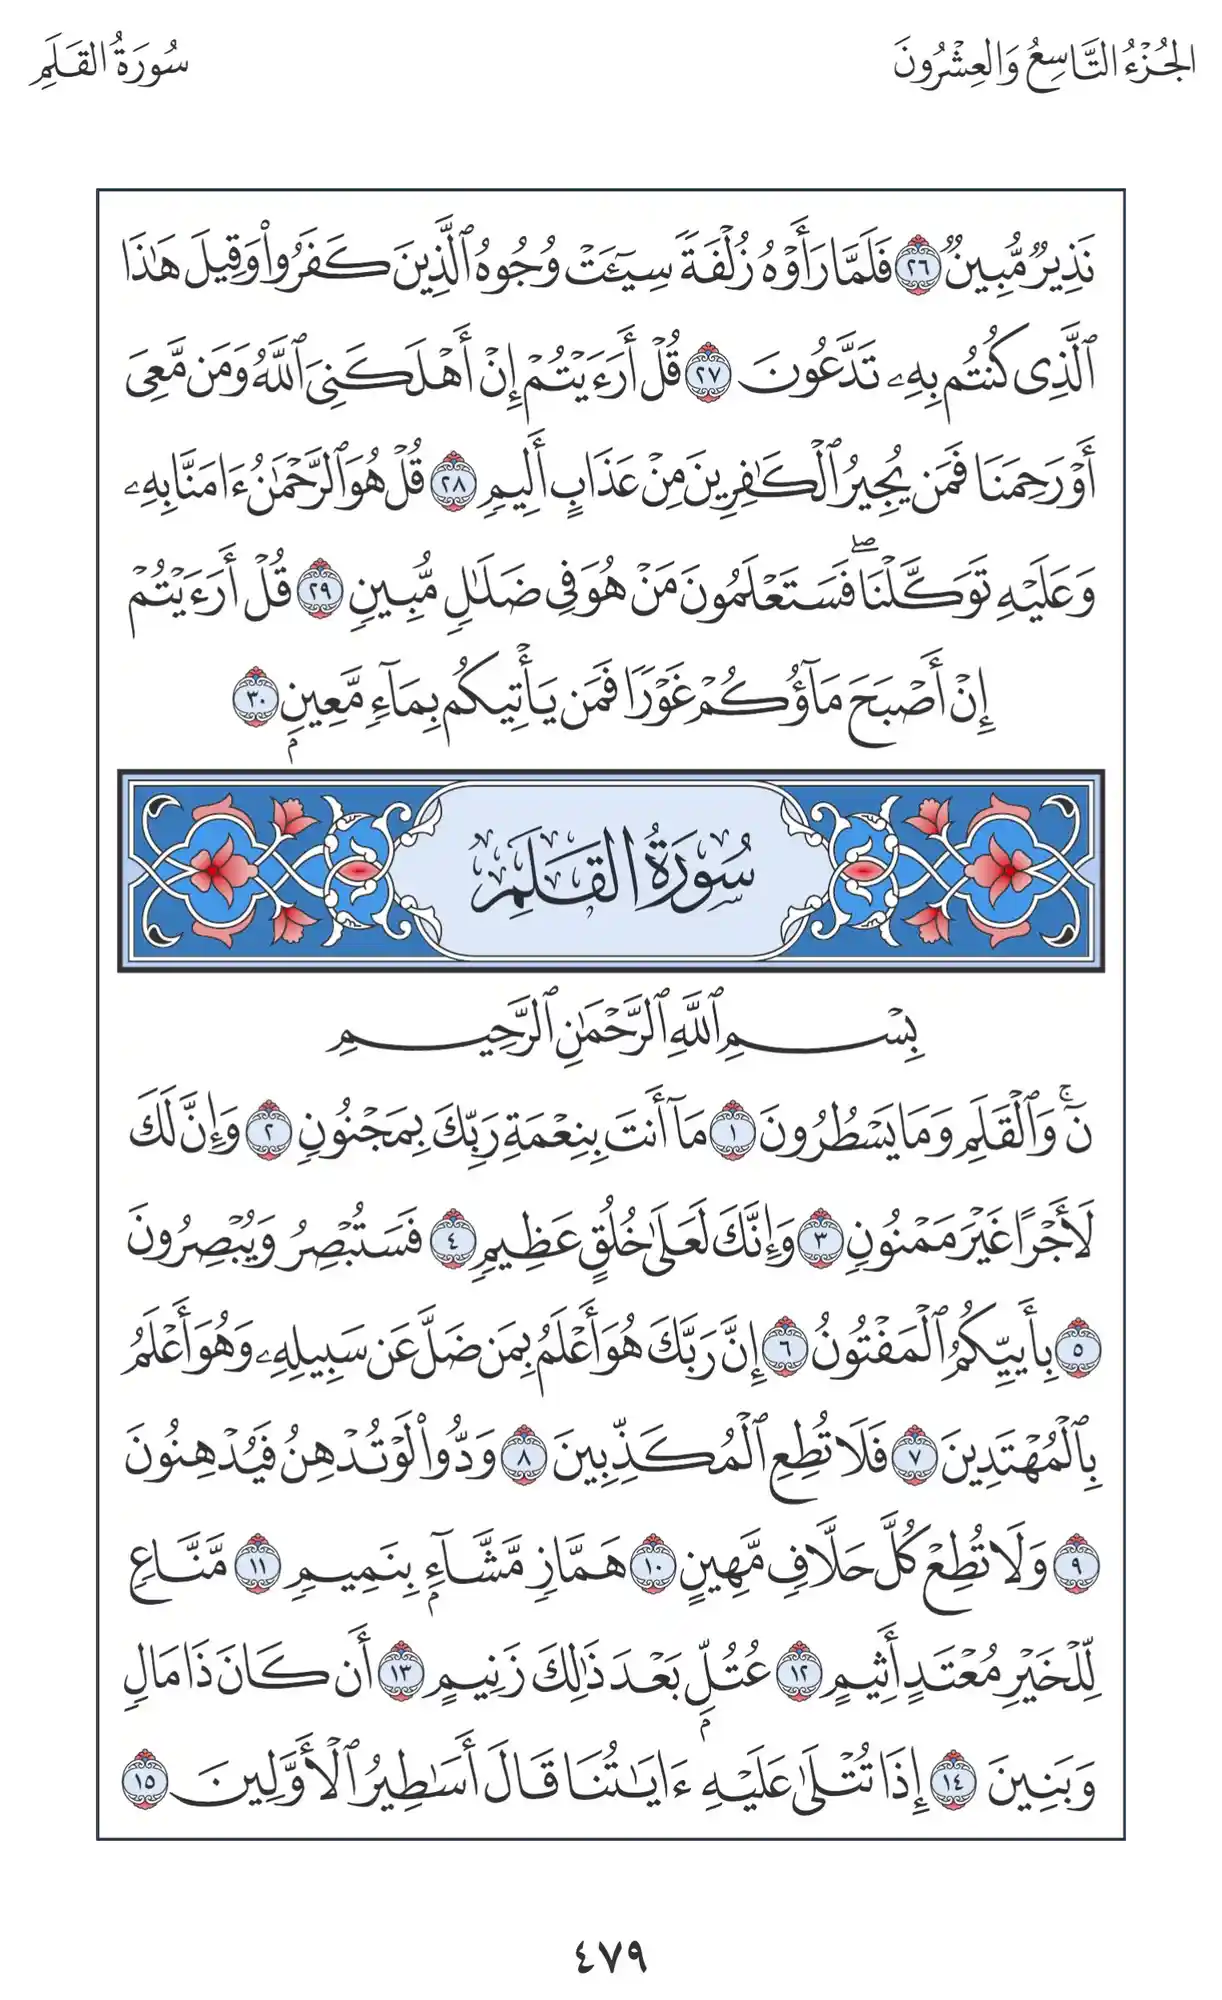 الجُزْءُ التَّاسِعُ وَالعِشْرُونَ
سُورَةُ القَلَمِ
نَذِيرٌ مُّبِينٌ ٢٦ فَلَمَّا رَأَوْهُ زُلْفَةً سِيٓـَٔتْ وُجُوهُ ٱلَّذِينَ كَفَرُوا۟ وَقِيلَ هَٰذَا
ٱلَّذِى كُنتُم بِهِۦ تَدَّعُونَ ٢٧ قُلْ أَرَءَيْتُمْ إِنْ أَهْلَكَنِىَ ٱللَّهُ وَمَن مَّعِىَ
أَوْ رَحِمَنَا فَمَن يُجِيرُ ٱلْكَٰفِرِينَ مِنْ عَذَابٍ أَلِيمٍ ٢٨ قُلْ هُوَ ٱلرَّحْمَٰنُ ءَامَنَّا بِهِۦ
وَعَلَيْهِ تَوَكَّلْنَا ۖ فَسَتَعْلَمُونَ مَنْ هُوَ فِى ضَلَٰلٍ مُّبِينٍ ٢٩ قُلْ أَرَءَيْتُمْ
إِنْ أَصْبَحَ مَآؤُكُمْ غَوْرًا فَمَن يَأْتِيكُم بِمَآءٍ مَّعِينٍۭ ٣٠
سُورَةُ القَلَمِ
بِسْمِ ٱللَّهِ ٱلرَّحْمَٰنِ ٱلرَّحِيمِ
نٓ ۚ وَٱلْقَلَمِ وَمَا يَسْطُرُونَ ١ مَآ أَنتَ بِنِعْمَةِ رَبِّكَ بِمَجْنُونٍ ٢ وَإِنَّ لَكَ
لَأَجْرًا غَيْرَ مَمْنُونٍ ٣ وَإِنَّكَ لَعَلَىٰ خُلُقٍ عَظِيمٍ ٤ فَسَتُبْصِرُ وَيُبْصِرُونَ
٥ بِأَييِّكُمُ ٱلْمَفْتُونُ ٦ إِنَّ رَبَّكَ هُوَ أَعْلَمُ بِمَن ضَلَّ عَن سَبِيلِهِۦ وَهُوَ أَعْلَمُ
بِٱلْمُهْتَدِينَ ٧ فَلَا تُطِعِ ٱلْمُكَذِّبِينَ ٨ وَدُّوا۟ لَوْ تُدْهِنُ فَيُدْهِنُونَ
٩ وَلَا تُطِعْ كُلَّ حَلَّافٍ مَّهِينٍ ١٠ هَمَّازٍ مَّشَّآءٍۭ بِنَمِيمٍ ١١ مَّنَّاعٍ
لِّلْخَيْرِ مُعْتَدٍ أَثِيمٍ ١٢ عُتُلٍّۭ بَعْدَ ذَٰلِكَ زَنِيمٍ ١٣ أَن كَانَ ذَا مَالٍ
وَبَنِينَ ١٤ إِذَا تُتْلَىٰ عَلَيْهِ ءَايَٰتُنَا قَالَ أَسَٰطِيرُ ٱلْأَوَّلِينَ ١٥
٤٧٩